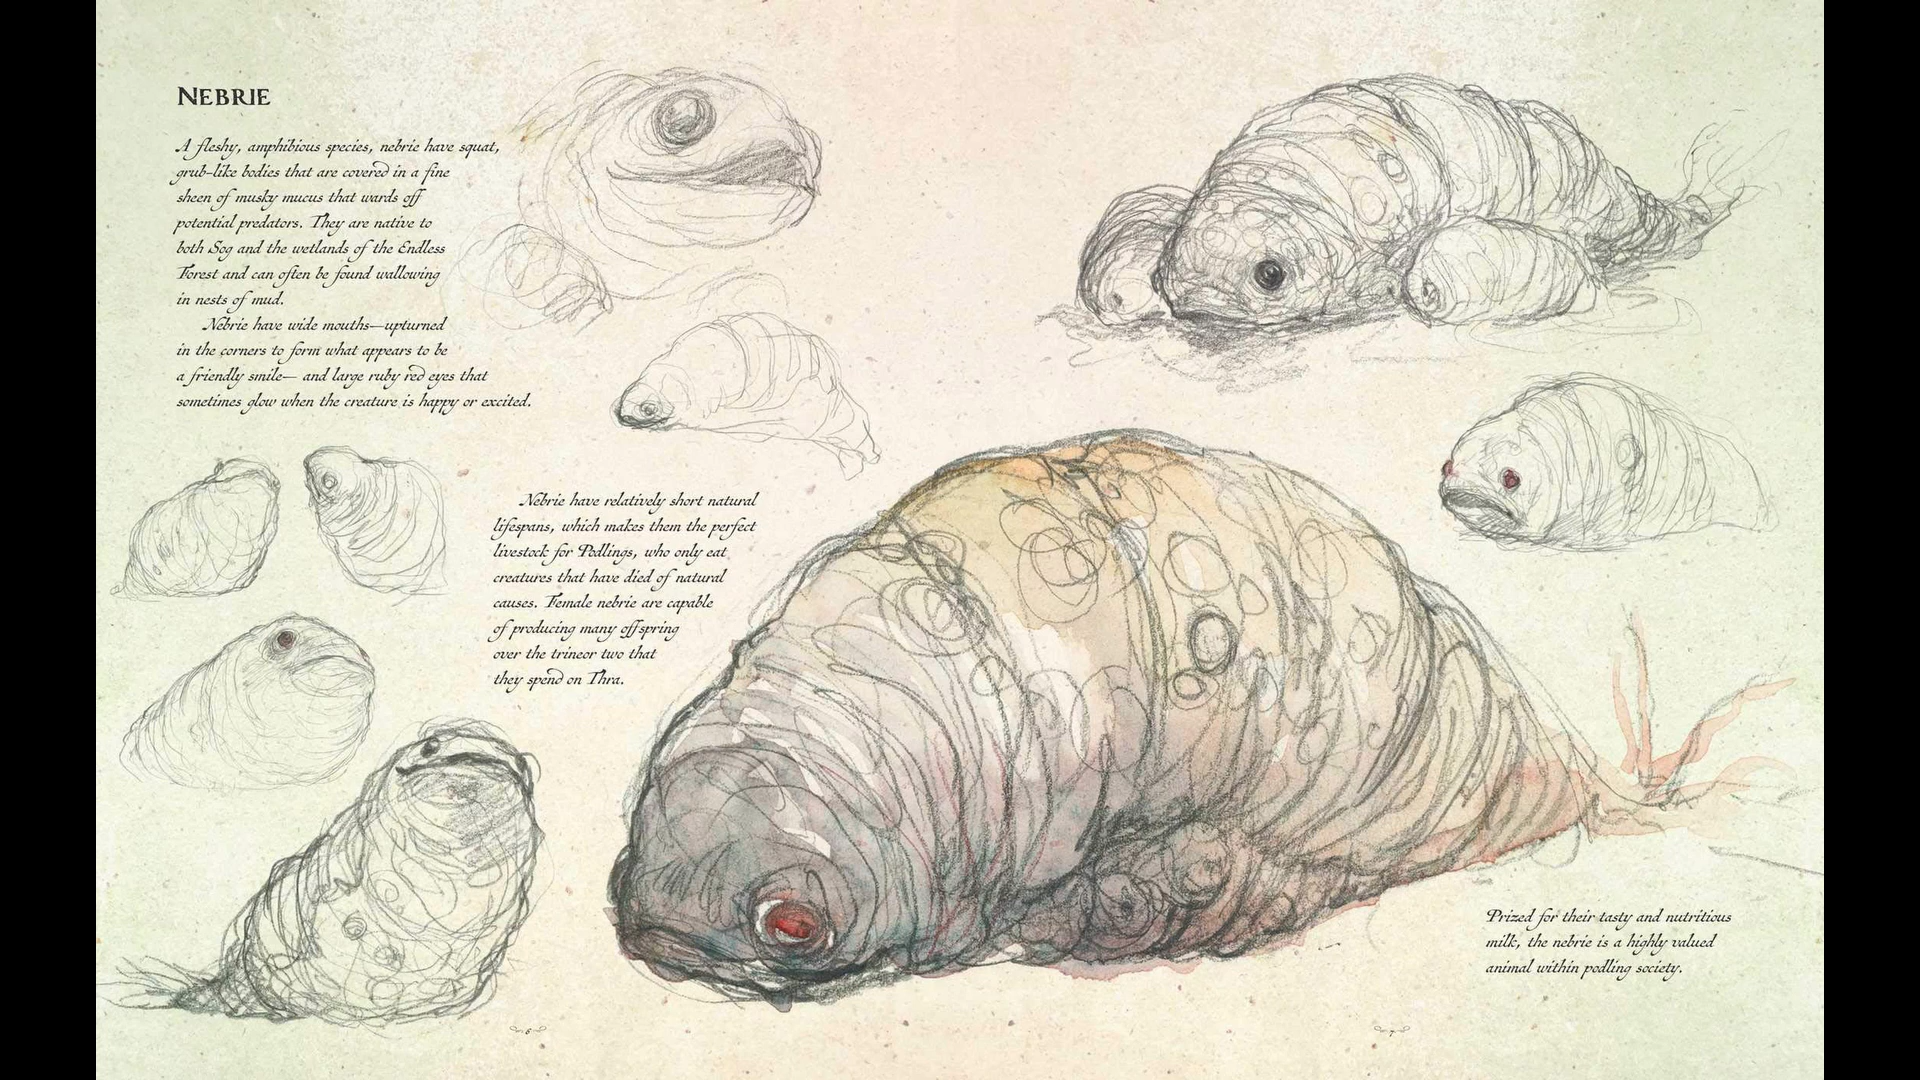 NEBRIE
A fleshy, amphibious species, nebrie have squat,
grub-like bodies that are covered in a fine
sheen of musky mucus that wards off
potential predators. They are native to
both Sog and the wetlands of the Endless
Forest and can often be found wallowing
in nests of mud.
Nebrie have wide mouths—upturned
in the corners to form what appears to be
a friendly smile— and large ruby red eyes that
sometimes glow when the creature is happy or excited.
Nebrie have relatively short natural
lifespans, which makes them the perfect
livestock for Podlings, who only eat
creatures that have died of natural
causes. Female nebrie are capable
of producing many offspring
over the trineor two that
they spend on Thra.
Prized for their tasty and nutritious
milk, the nebrie is a highly valued
animal within podling society.
6
7